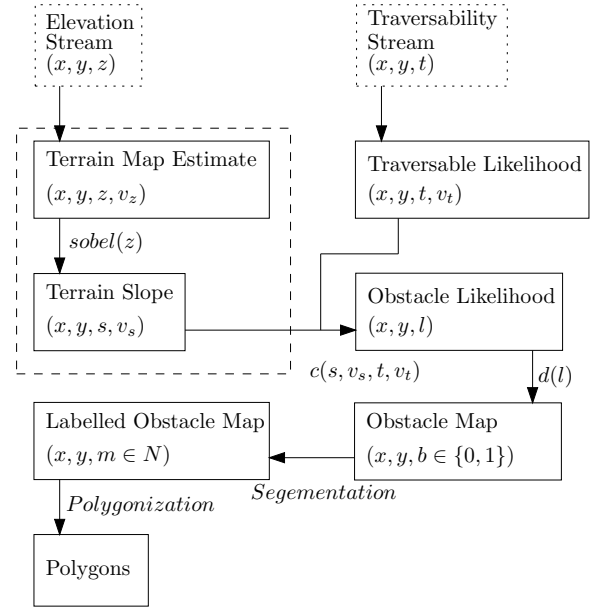 Elevation
Stream
(x, y, z)
Traversability
Stream
(x, y, t)
Terrain Map Estimate
(x, y, z, v_z)
Traversable Likelihood
(x, y, t, v_t)
sobel(z)
Terrain Slope
(x, y, s, v_s)
Obstacle Likelihood
(x, y, l)
c(s, v_s, t, v_t)
d(l)
Labelled Obstacle Map
(x, y, m ∈ N)
Obstacle Map
(x, y, b ∈ {0, 1})
Segementation
Polygonization
Polygons